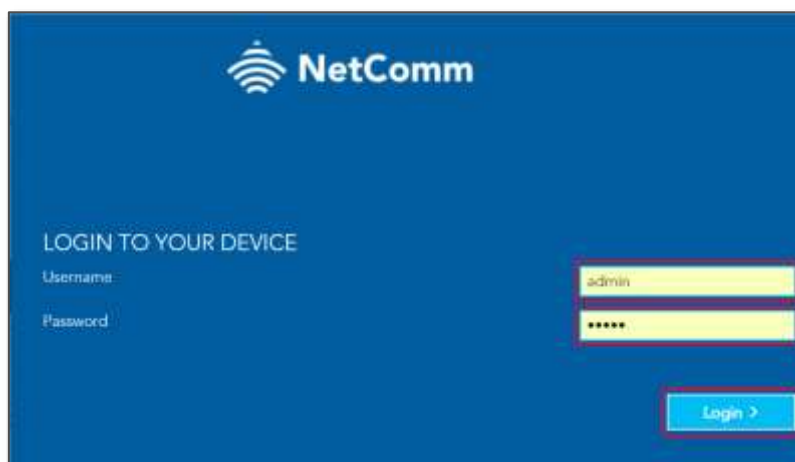 NetComm
LOGIN TO YOUR DEVICE
Username
admin
Password
•••••
Login >